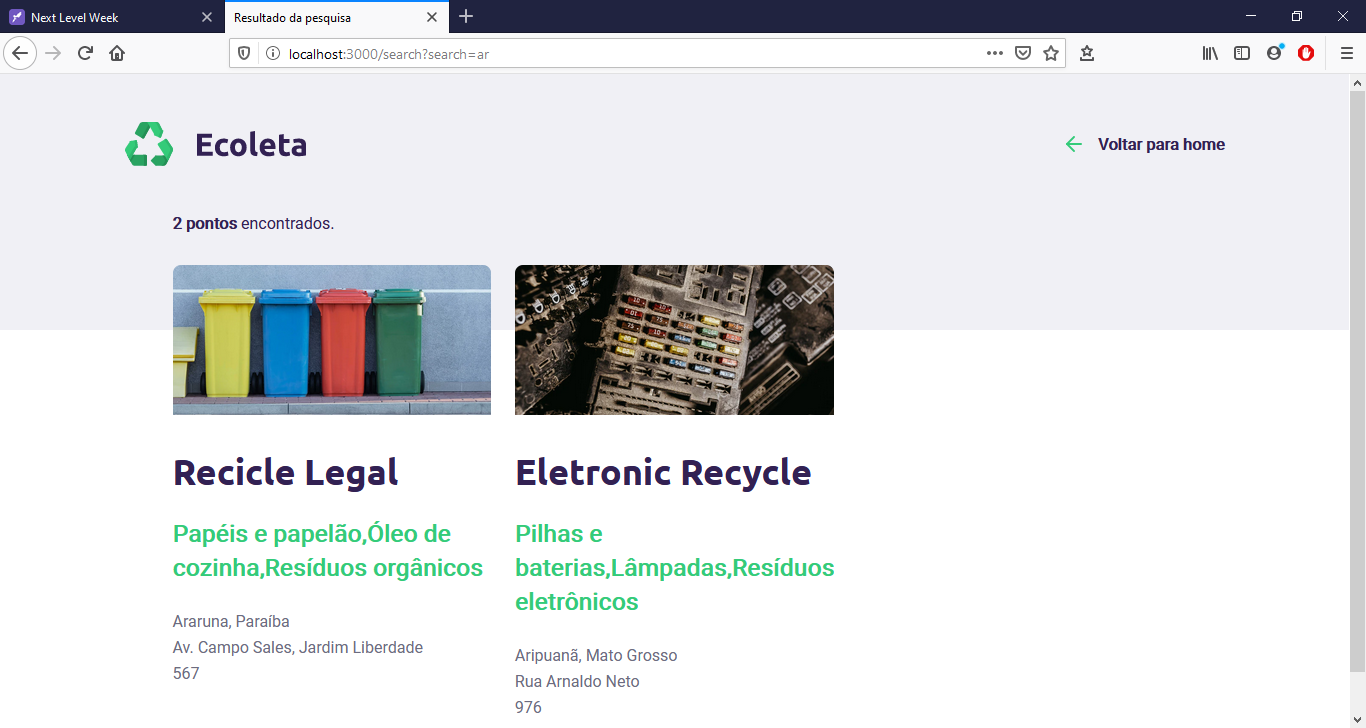 Next Level Week
Resultado da pesquisa
localhost:3000/search?search=ar
Ecoleta
Voltar para home
2 pontos encontrados.
Recicle Legal
Papéis e papelão,Óleo de
cozinha,Resíduos orgânicos
Araruna, Paraíba
Av. Campo Sales, Jardim Liberdade
567
Eletronic Recycle
Pilhas e
baterias,Lâmpadas,Resíduos
eletrônicos
Aripuanã, Mato Grosso
Rua Arnaldo Neto
976